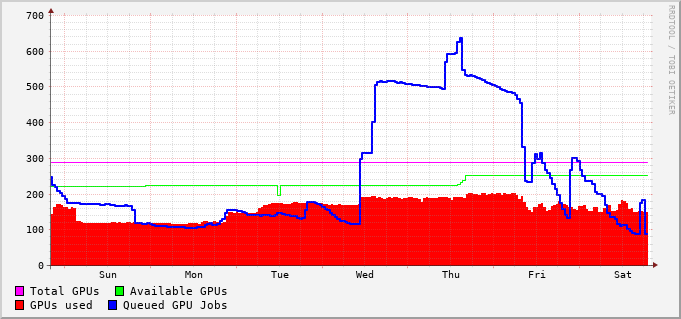 700
600
500
400
300
200
100
0
Sun Mon Tue Wed Thu Fri Sat
Total GPUs Available GPUs
GPUs used Queued GPU Jobs
RRDTOOL / TOBI OETIKER